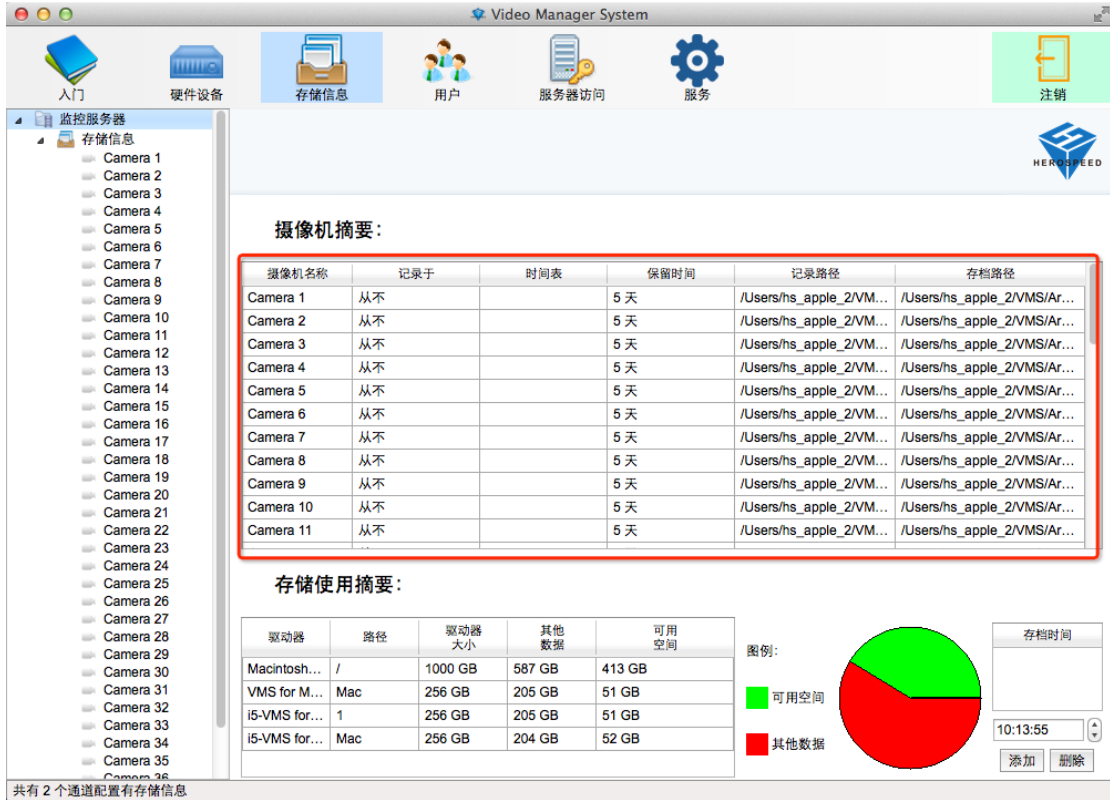 Video Manager System
入门 硬件设备 存储信息 用户 服务器访问 服务 注销
监控服务器
存储信息
Camera 1
Camera 2
Camera 3
Camera 4
Camera 5
Camera 6
Camera 7
Camera 8
Camera 9
Camera 10
Camera 11
Camera 12
Camera 13
Camera 14
Camera 15
Camera 16
Camera 17
Camera 18
Camera 19
Camera 20
Camera 21
Camera 22
Camera 23
Camera 24
Camera 25
Camera 26
Camera 27
Camera 28
Camera 29
Camera 30
Camera 31
Camera 32
Camera 33
Camera 34
Camera 35
Camera 36
HEROSPEED
摄像机摘要:
摄像机名称 记录于 时间表 保留时间 记录路径 存档路径
Camera 1 从不 5 天 /Users/hs_apple_2/VM... /Users/hs_apple_2/VMS/Ar...
Camera 2 从不 5 天 /Users/hs_apple_2/VM... /Users/hs_apple_2/VMS/Ar...
Camera 3 从不 5 天 /Users/hs_apple_2/VM... /Users/hs_apple_2/VMS/Ar...
Camera 4 从不 5 天 /Users/hs_apple_2/VM... /Users/hs_apple_2/VMS/Ar...
Camera 5 从不 5 天 /Users/hs_apple_2/VM... /Users/hs_apple_2/VMS/Ar...
Camera 6 从不 5 天 /Users/hs_apple_2/VM... /Users/hs_apple_2/VMS/Ar...
Camera 7 从不 5 天 /Users/hs_apple_2/VM... /Users/hs_apple_2/VMS/Ar...
Camera 8 从不 5 天 /Users/hs_apple_2/VM... /Users/hs_apple_2/VMS/Ar...
Camera 9 从不 5 天 /Users/hs_apple_2/VM... /Users/hs_apple_2/VMS/Ar...
Camera 10 从不 5 天 /Users/hs_apple_2/VM... /Users/hs_apple_2/VMS/Ar...
Camera 11 从不 5 天 /Users/hs_apple_2/VM... /Users/hs_apple_2/VMS/Ar...
存储使用摘要:
驱动器 路径 驱动器大小 其他数据 可用空间
Macintosh... / 1000 GB 587 GB 413 GB
VMS for M... Mac 256 GB 205 GB 51 GB
i5-VMS for... 1 256 GB 205 GB 51 GB
i5-VMS for... Mac 256 GB 204 GB 52 GB
图例:
可用空间
其他数据
存档时间
10:13:55
添加 删除
共有 2 个通道配置有存储信息